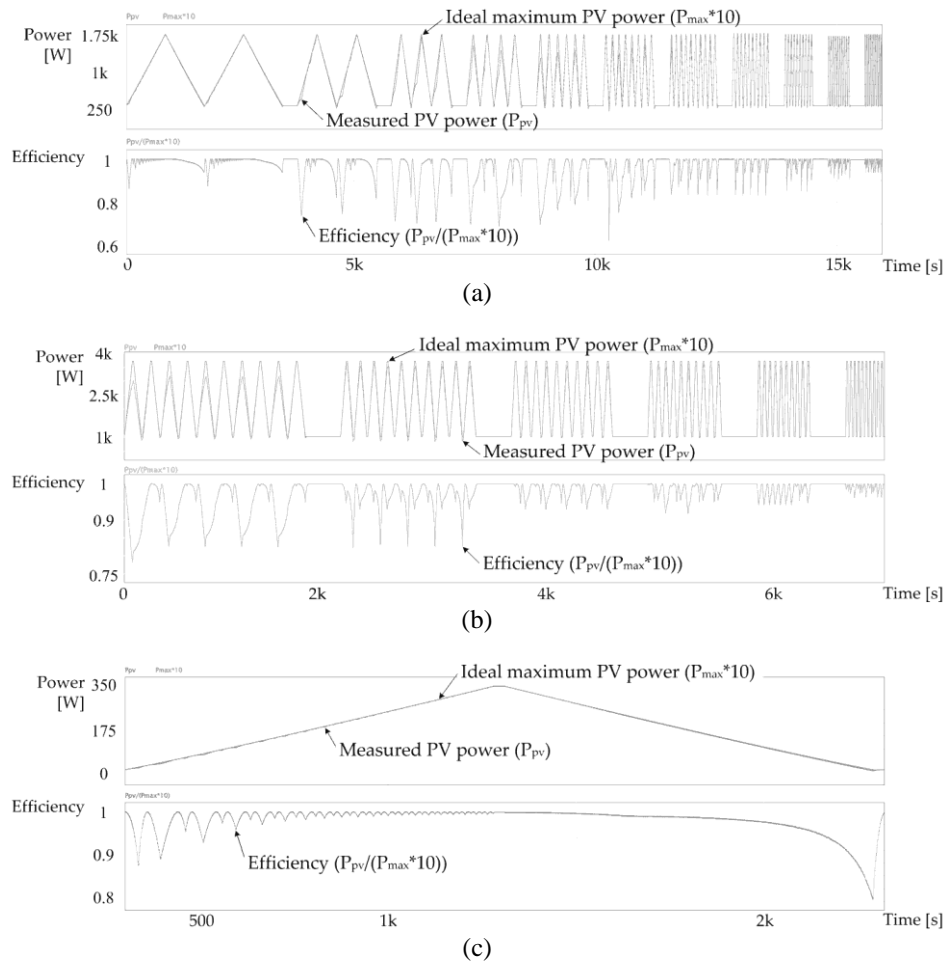 Ppv Pmax*10
Power
[W]
1.75k
1k
250
Ideal maximum PV power (Pmax*10)
Measured PV power (Ppv)
Ppv/(Pmax*10)
Efficiency
1
0.8
0.6
Efficiency (Ppv/(Pmax*10))
0 5k 10k 15k Time [s]
(a)
Ppv Pmax*10
Power
[W]
4k
2.5k
1k
Ideal maximum PV power (Pmax*10)
Measured PV power (Ppv)
Ppv/(Pmax*10)
Efficiency
1
0.9
0.75
Efficiency (Ppv/(Pmax*10))
0 2k 4k 6k Time [s]
(b)
Ppv Pmax*10
Power
[W]
350
175
0
Ideal maximum PV power (Pmax*10)
Measured PV power (Ppv)
Ppv/(Pmax*10)
Efficiency
1
0.9
0.8
Efficiency (Ppv/(Pmax*10))
500 1k 2k Time [s]
(c)